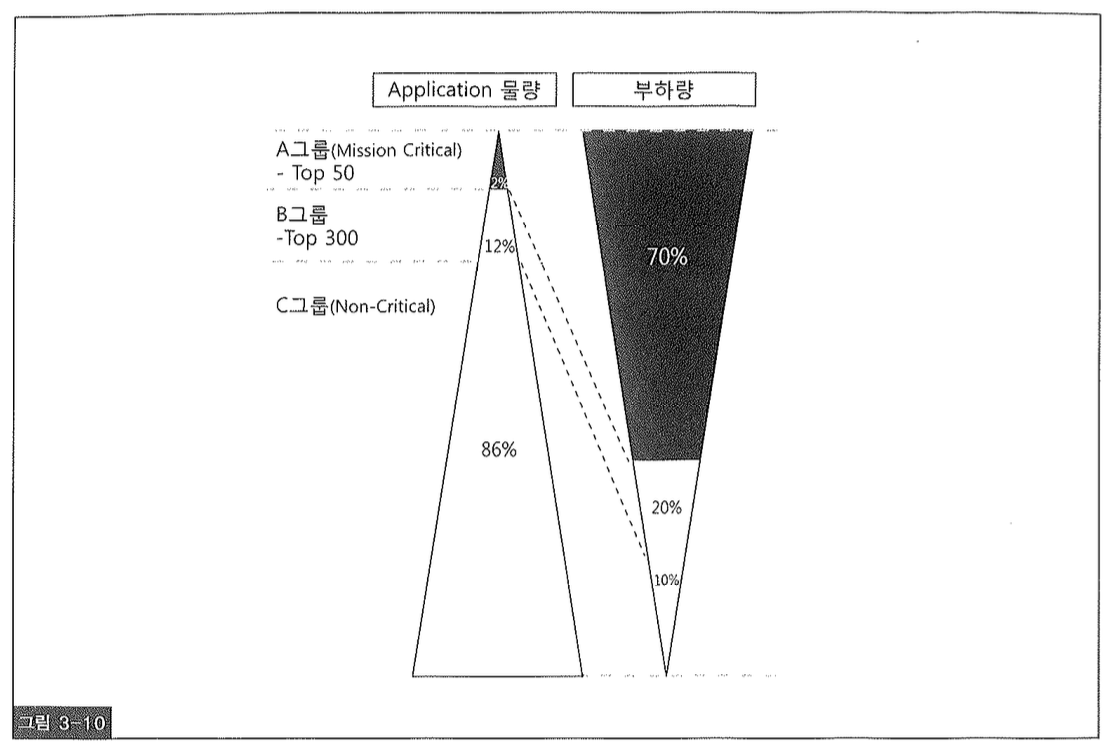 Application 물량
부하량
A그룹(Mission Critical)
- Top 50
2%
B그룹
-Top 300
12%
70%
C그룹(Non-Critical)
86%
20%
10%
그림 3-10